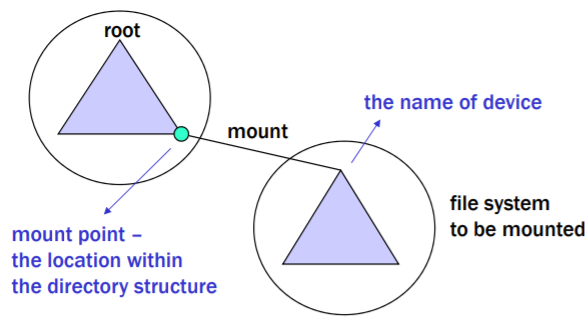 root
the name of device
mount
file system
to be mounted
mount point –
the location within
the directory structure